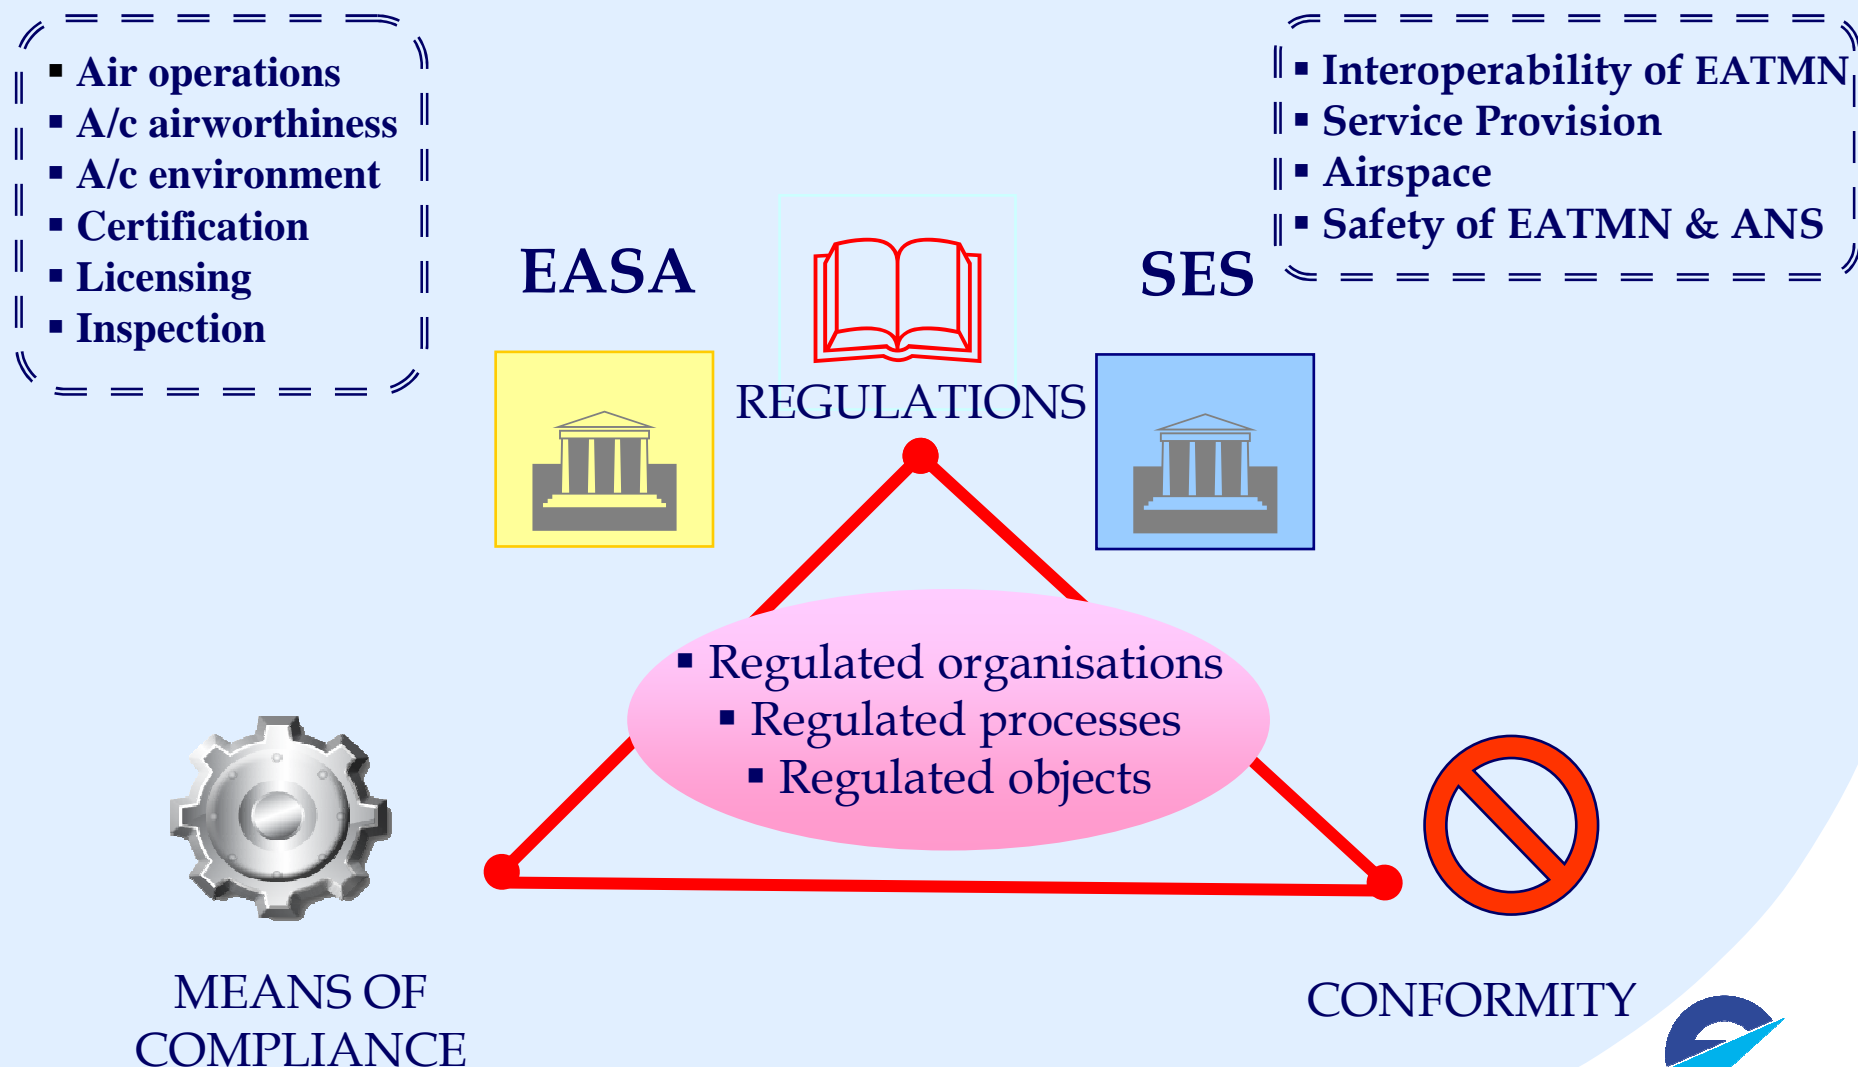 ▪ Air operations
▪ A/c airworthiness
▪ A/c environment
▪ Certification
▪ Licensing
▪ Inspection
▪ Interoperability of EATMN
▪ Service Provision
▪ Airspace
▪ Safety of EATMN & ANS
EASA
SES
REGULATIONS
▪ Regulated organisations
▪ Regulated processes
▪ Regulated objects
MEANS OF
COMPLIANCE
CONFORMITY